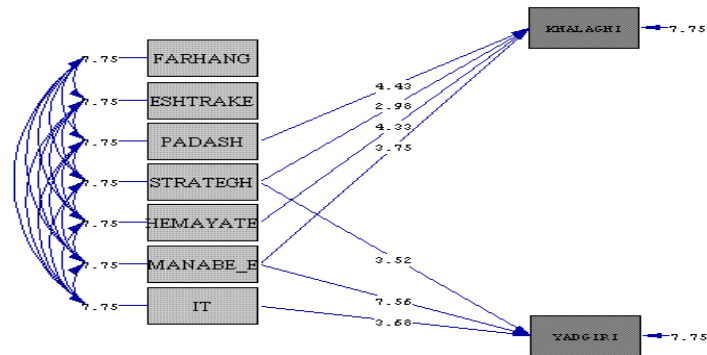 KHALAGHI 7.75
7.75 FARHANG
7.75 ESHTRAKE
4.43
2.98
7.75 PADASH
4.33
3.75
7.75 STRATEGH
7.75 HEMAYATE
7.75 MANABE_E
3.52
7.56
7.75 IT
3.68
YADGIRI 7.75